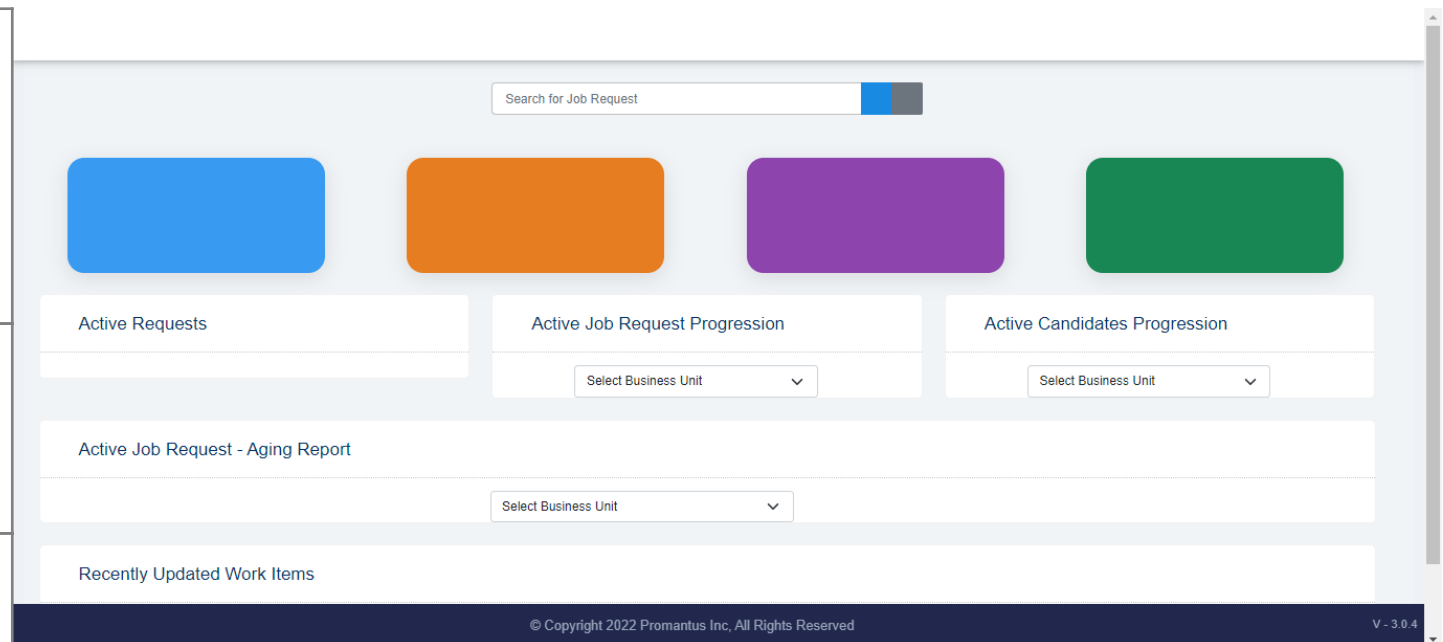 Search for Job Request
Active Requests
Active Job Request Progression
Active Candidates Progression
Select Business Unit
Select Business Unit
Active Job Request - Aging Report
Select Business Unit
Recently Updated Work Items
© Copyright 2022 Promantus Inc, All Rights Reserved
V - 3.0.4